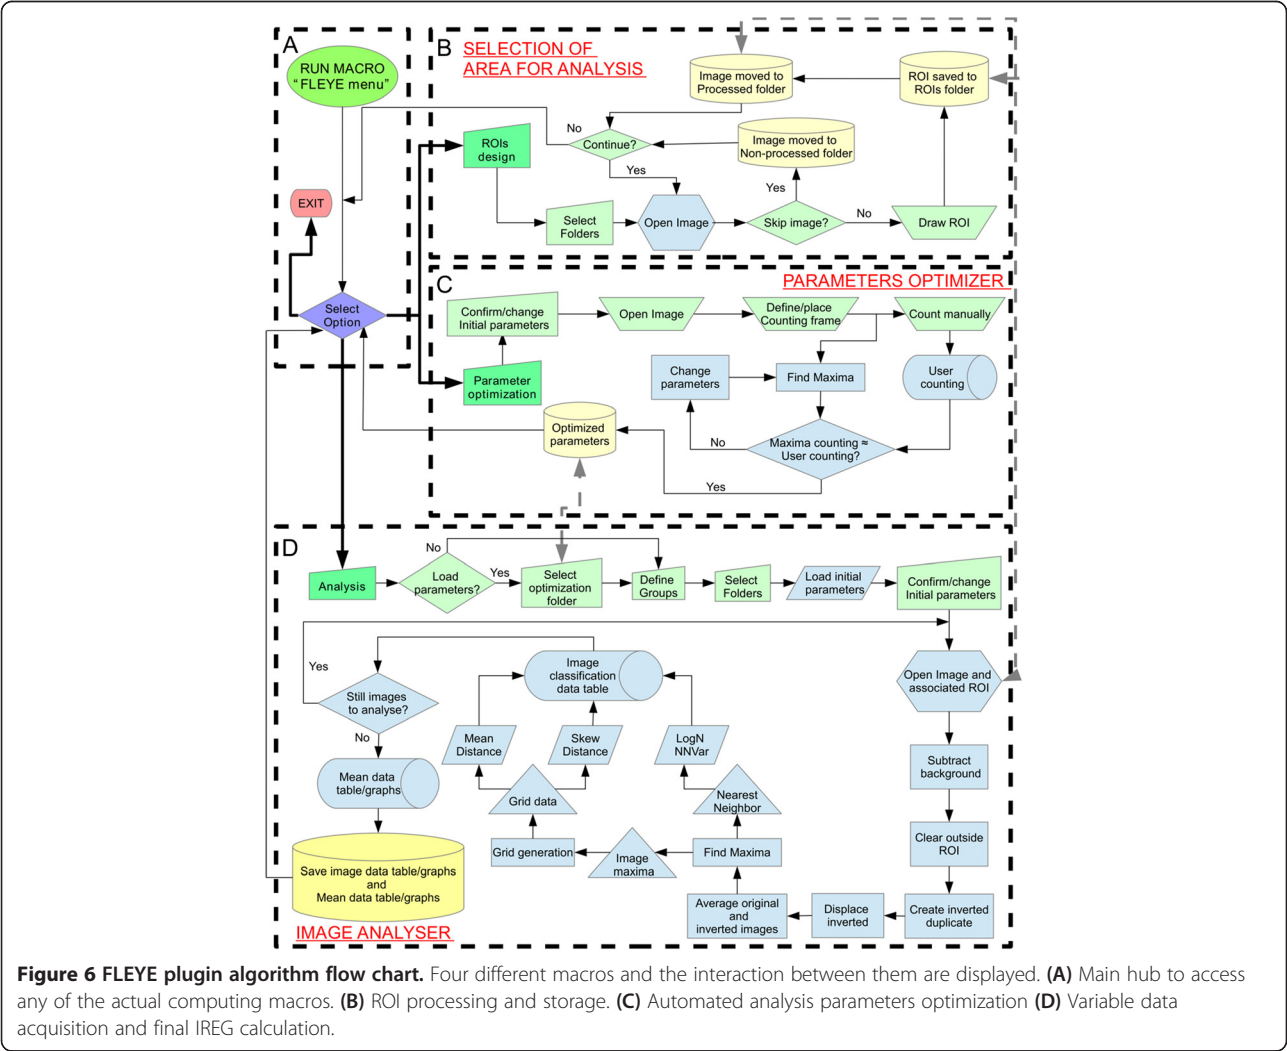 A
RUN MACRO
“FLEYE menu”
EXIT
Select
Option
B
SELECTION OF
AREA FOR ANALYSIS
Image moved to
Processed folder
ROI saved to
ROIs folder
ROIs
design
No
Continue?
Image moved to
Non-processed folder
Yes
Yes
Select
Folders
Open Image
Skip image?
No
Draw ROI
C
PARAMETERS OPTIMIZER
Confirm/change
Initial parameters
Open Image
Define/place
Counting frame
Count manually
Parameter
optimization
Change
parameters
Find Maxima
User
counting
Optimized
parameters
No
Maxima counting ≈
User counting?
Yes
D
No
Analysis
Load
parameters?
Yes
Select
optimization
folder
Define
Groups
Select
Folders
Load initial
parameters
Confirm/change
Initial parameters
Yes
Still images
to analyse?
No
Image
classification
data table
Open Image and
associated ROI
Mean
Distance
Skew
Distance
LogN
NNVar
Subtract
background
Mean data
table/graphs
Grid data
Nearest
Neighbor
Clear outside
ROI
Grid generation
Image
maxima
Find Maxima
Save image data table/graphs
and
Mean data table/graphs
Average original
and
inverted images
Displace
inverted
Create inverted
duplicate
IMAGE ANALYSER
Figure 6 FLEYE plugin algorithm flow chart. Four different macros and the interaction between them are displayed. (A) Main hub to access
any of the actual computing macros. (B) ROI processing and storage. (C) Automated analysis parameters optimization (D) Variable data
acquisition and final IREG calculation.